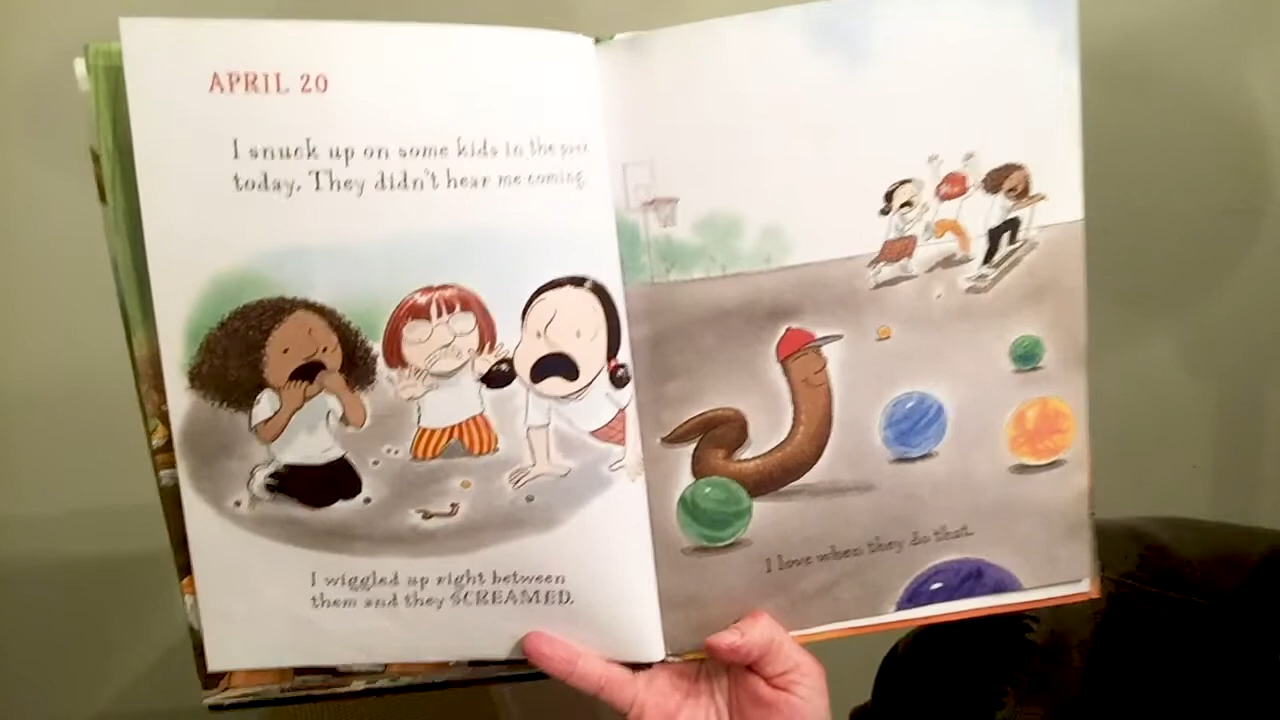 APRIL 20
I snuck up on some kids in the park
today. They didn't hear me coming.
I wiggled up right between
them and they SCREAMED.
I love when they do that.